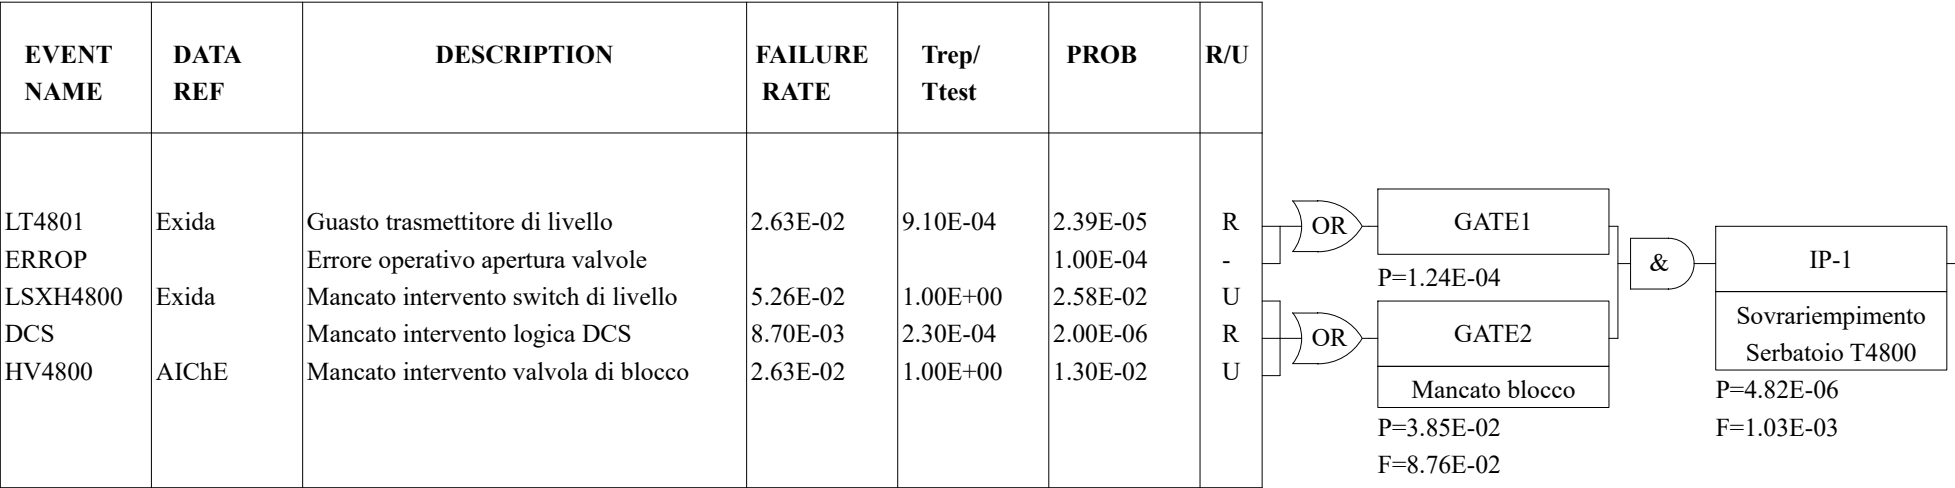 EVENT NAME DATA REF DESCRIPTION FAILURE RATE Trep/ Ttest PROB R/U
LT4801 Exida Guasto trasmettitore di livello 2.63E-02 9.10E-04 2.39E-05 R
ERROP Errore operativo apertura valvole 1.00E-04 -
LSXH4800 Exida Mancato intervento switch di livello 5.26E-02 1.00E+00 2.58E-02 U
DCS Mancato intervento logica DCS 8.70E-03 2.30E-04 2.00E-06 R
HV4800 AIChE Mancato intervento valvola di blocco 2.63E-02 1.00E+00 1.30E-02 U
OR
GATE1
P=1.24E-04
OR
GATE2
Mancato blocco
P=3.85E-02
F=8.76E-02
&
IP-1
Sovrariempimento
Serbatoio T4800
P=4.82E-06
F=1.03E-03